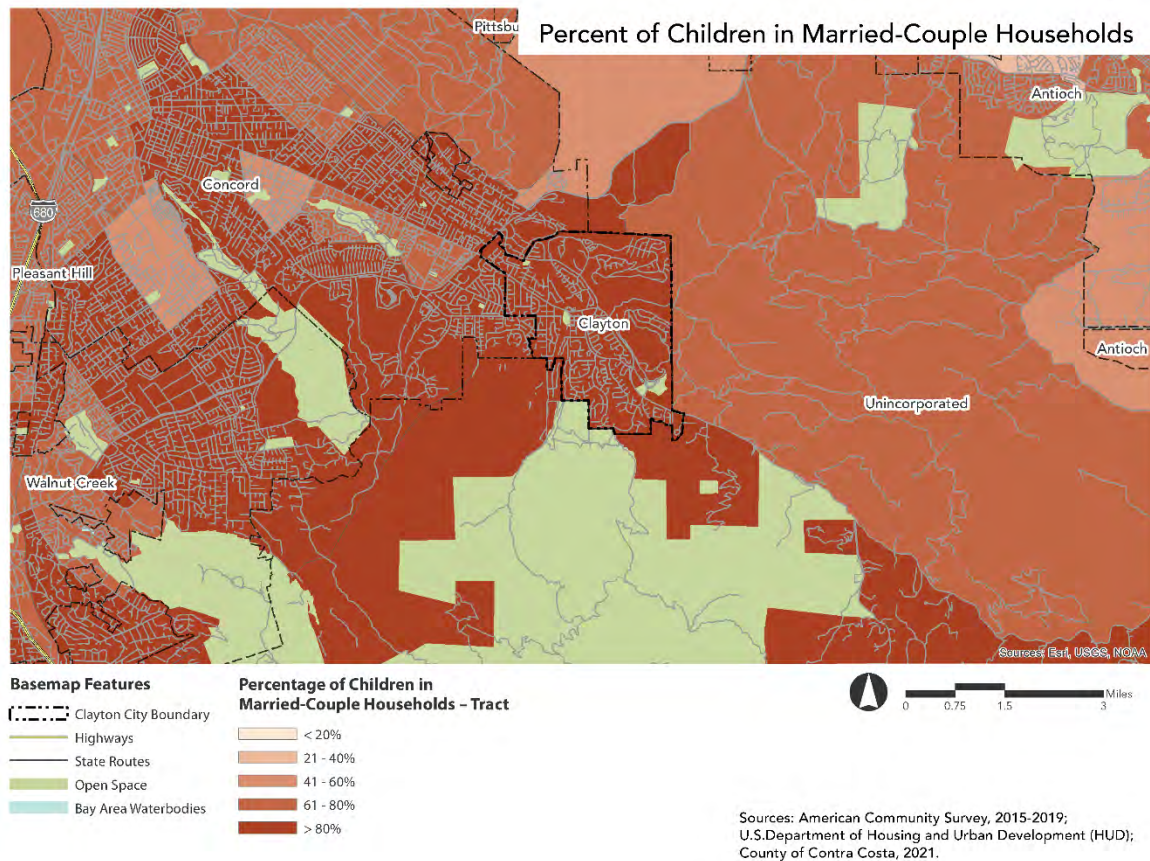 Pittsbu
Percent of Children in Married-Couple Households
Antioch
Concord
680
Pleasant Hill
Clayton
Antioch
Unincorporated
Walnut Creek
Sources: Esri, USGS, NOAA
Basemap Features
Clayton City Boundary
Highways
State Routes
Open Space
Bay Area Waterbodies
Percentage of Children in
Married-Couple Households – Tract
< 20%
21 - 40%
41 - 60%
61 - 80%
> 80%
Miles
0 0.75 1.5 3
Sources: American Community Survey, 2015-2019;
U.S.Department of Housing and Urban Development (HUD);
County of Contra Costa, 2021.